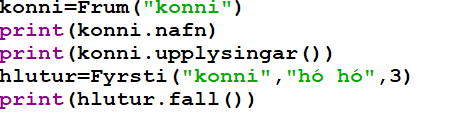 konni=Frum("konni")
print(konni.nafn)
print(konni.upplysingar())
hlutur=Fyrsti("konni","hó hó",3)
print(hlutur.fall())